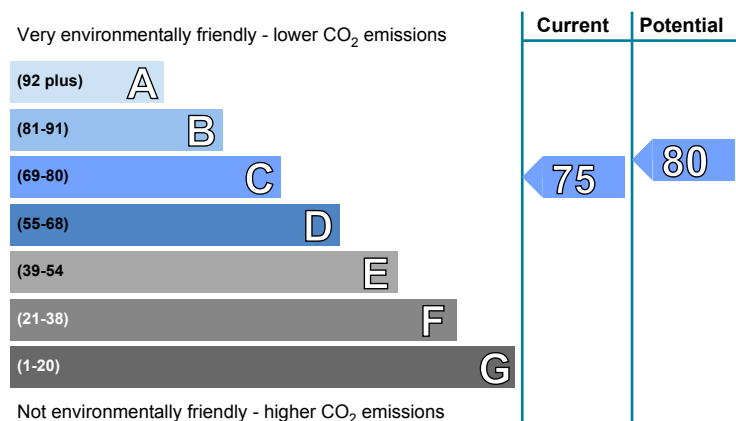 Very environmentally friendly - lower CO2 emissions
Current
Potential
(92 plus) A
(81-91) B
(69-80) C
75
80
(55-68) D
(39-54 E
(21-38) F
(1-20) G
Not environmentally friendly - higher CO2 emissions